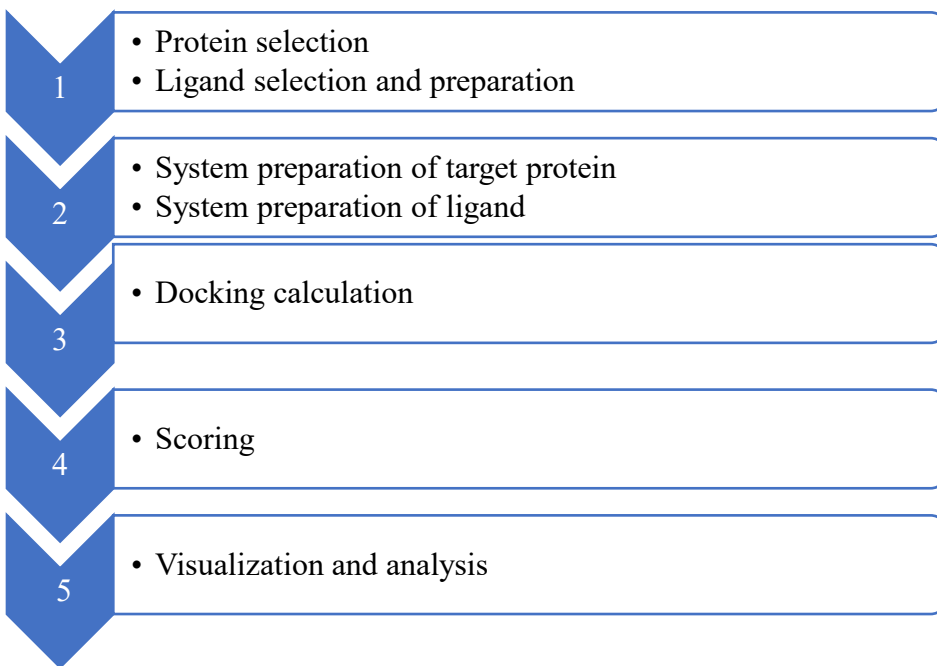 1
• Protein selection
• Ligand selection and preparation
2
• System preparation of target protein
• System preparation of ligand
3
• Docking calculation
4
• Scoring
5
• Visualization and analysis